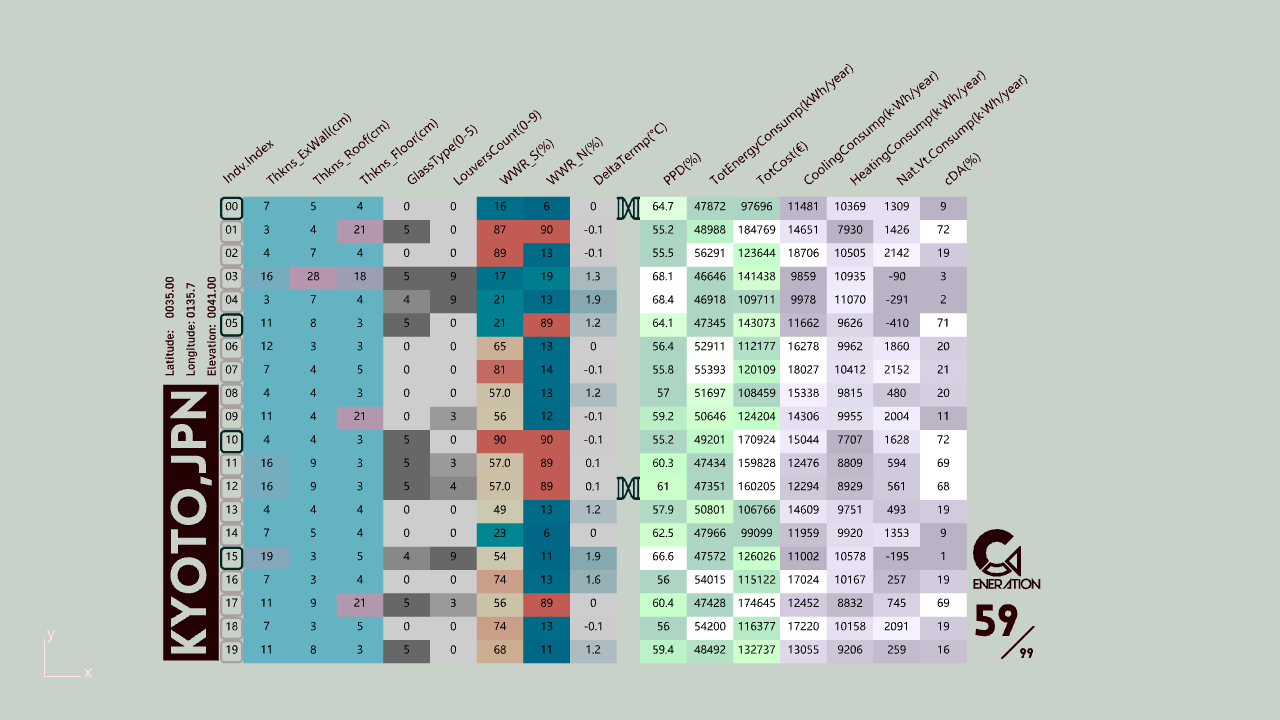 Indv.Index Thkns_ExWall(cm) Thkns_Roof(cm) Thkns_Floor(cm) GlassType(0-5) LouversCount(0-9) WWR_S(%) WWR_N(%) DeltaTermp(°C) PPD(%) TotEnergyConsump(kWh/year) TotCost(€) CoolingConsump(k·Wh/year) HeatingConsump(k·Wh/year) Nat.Vt.Consump(k·Wh/year) cDA(%)
00 7 5 4 0 0 16 6 0 64.7 47872 97696 11481 10369 1309 9
01 3 4 21 5 0 87 90 -0.1 55.2 48988 184769 14651 7930 1426 72
02 4 7 4 0 0 89 13 -0.1 55.5 56291 123644 18706 10505 2142 19
03 16 28 18 5 9 17 19 1.3 68.1 46646 141438 9859 10935 -90 3
04 3 7 4 4 9 21 13 1.9 68.4 46918 109711 9978 11070 -291 2
05 11 8 3 5 0 21 89 1.2 64.1 47345 143073 11662 9626 -410 71
06 12 3 3 0 0 65 13 0 56.4 52911 112177 16278 9962 1860 20
07 7 4 5 0 0 81 14 -0.1 55.8 55393 120109 18027 10412 2152 21
08 4 4 3 0 0 57.0 13 1.2 57 51697 108459 15338 9815 480 20
09 11 4 21 0 3 56 12 -0.1 59.2 50646 124204 14306 9955 2004 11
10 4 4 3 5 0 90 90 -0.1 55.2 49201 170924 15044 7707 1628 72
11 16 9 3 5 3 57.0 89 0.1 60.3 47434 159828 12476 8809 594 69
12 16 9 3 5 4 57.0 89 0.1 61 47351 160205 12294 8929 561 68
13 4 4 4 0 0 49 13 1.2 57.9 50801 106766 14609 9751 493 19
14 7 5 4 0 0 23 6 0 62.5 47966 99099 11959 9920 1353 9
15 19 3 5 4 9 54 11 1.9 66.6 47572 126026 11002 10578 -195 1
16 7 3 4 0 0 74 13 1.6 56 54015 115122 17024 10167 257 19
17 11 9 21 5 3 56 89 0 60.4 47428 174645 12452 8832 745 69
18 7 3 5 0 0 74 13 -0.1 56 54200 116377 17220 10158 2091 19
19 11 8 3 5 0 68 11 1.2 59.4 48492 132737 13055 9206 259 16
Latitude: 0035.00
Longitude: 0135.7
Elevation: 0041.00
KYOTO,JPN
GENERATION
59/99
y
x